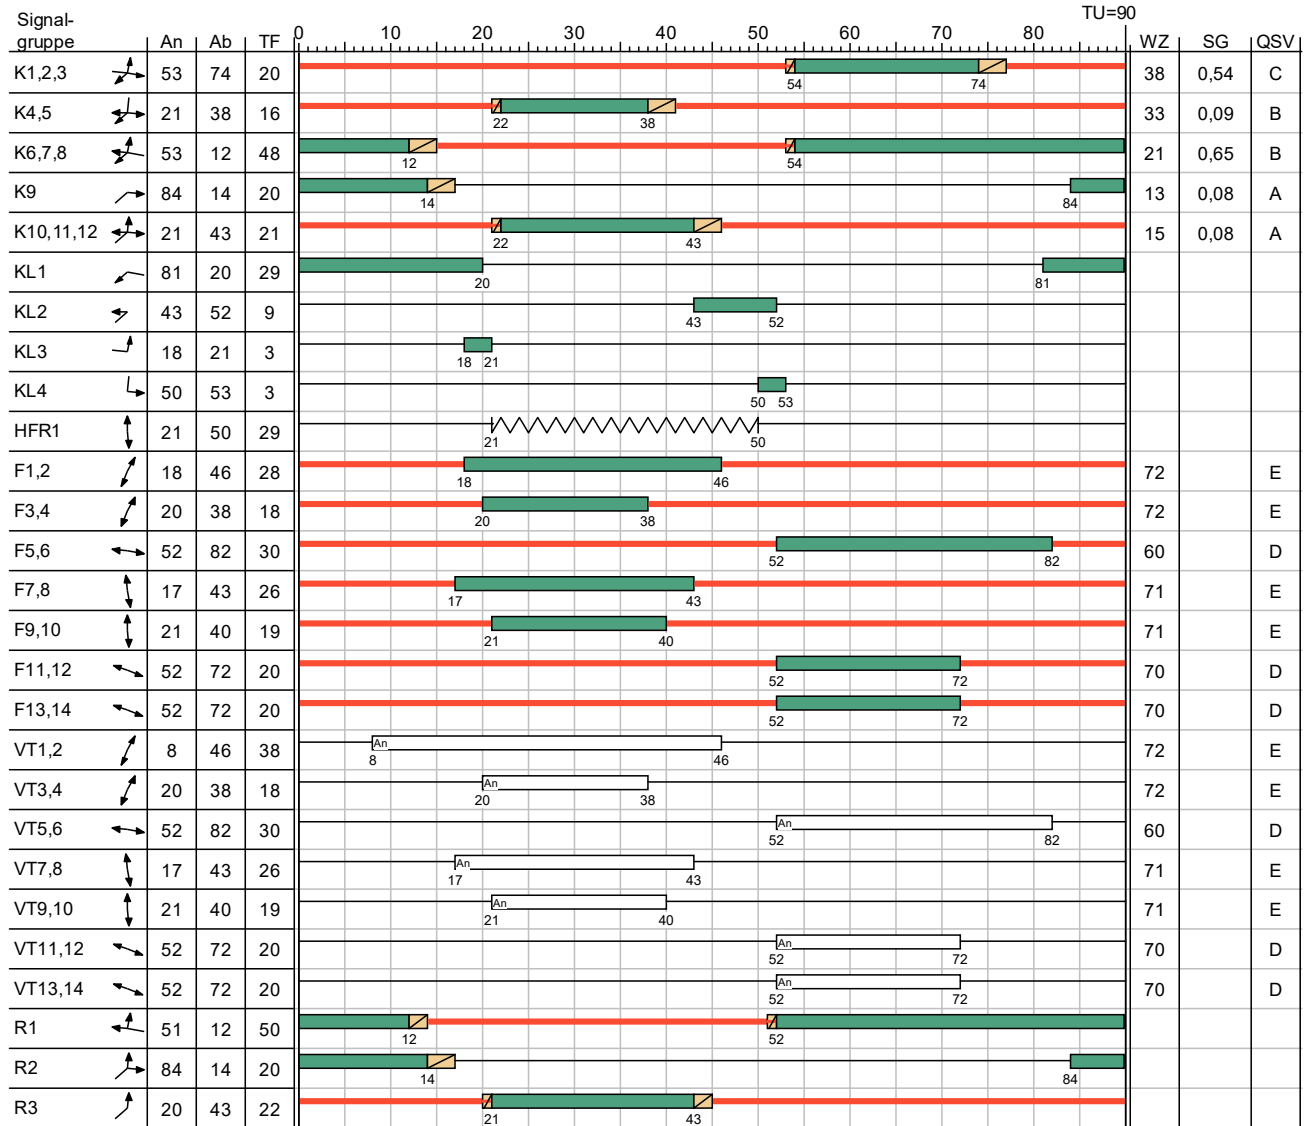 TU=90
Signal-
gruppe An Ab TF 0 10 20 30 40 50 60 70 80 WZ SG QSV
K1,2,3 53 74 20 54 74 38 0,54 C
K4,5 21 38 16 22 38 33 0,09 B
K6,7,8 53 12 48 12 54 21 0,65 B
K9 84 14 20 14 84 13 0,08 A
K10,11,12 21 43 21 22 43 15 0,08 A
KL1 81 20 29 20 81
KL2 43 52 9 43 52
KL3 18 21 3 18 21
KL4 50 53 3 50 53
HFR1 21 50 29 21 50
F1,2 18 46 28 18 46 72 E
F3,4 20 38 18 20 38 72 E
F5,6 52 82 30 52 82 60 D
F7,8 17 43 26 17 43 71 E
F9,10 21 40 19 21 40 71 E
F11,12 52 72 20 52 72 70 D
F13,14 52 72 20 52 72 70 D
VT1,2 8 46 38 An 8 46 72 E
VT3,4 20 38 18 An 20 38 72 E
VT5,6 52 82 30 An 52 82 60 D
VT7,8 17 43 26 An 17 43 71 E
VT9,10 21 40 19 An 21 40 71 E
VT11,12 52 72 20 An 52 72 70 D
VT13,14 52 72 20 An 52 72 70 D
R1 51 12 50 12 52
R2 84 14 20 14 84
R3 20 43 22 21 43